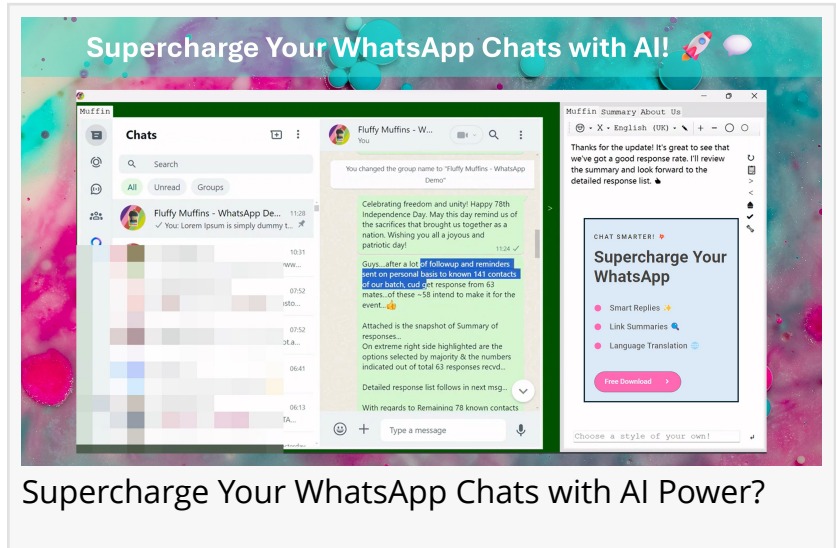 Supercharge Your WhatsApp Chats with AI! 🚀 💬
Muffin
Chats
Search
All Unread Groups
Fluffy Muffins - WhatsApp De... 11:28
✓ You: Lorem Ipsum is simply dummy t...
10:31
/ww...
07:52
usto...
07:52
ot.a...
06:41
06:13
TA...
Fluffy Muffins - W...
You
You changed the group name to "Fluffy Muffins - WhatsApp
Demo"
Celebrating freedom and unity! Happy 78th
Independence Day. May this day remind us of
the sacrifices that brought us together as a
nation. Wishing you all a joyous and
patriotic day!
11:24 ✓
Guys...after a lot of followup and reminders
sent on personal basis to known 141 contacts
of our batch, cud get response from 63
mates...of these ~58 intend to make it for the
event...👍
Attached is the snapshot of Summary of
responses...
On extreme right side highlighted are the
options selected by majority & the numbers
indicated out of total 63 responses recvd...
Detailed response list follows in next msg...
With regards to Remaining 78 known contacts
Type a message
Muffin Summary About Us
X - English (UK)
Thanks for the update! It's great to see that
we've got a good response rate. I'll review
the summary and look forward to the
detailed response list.
CHAT SMARTER!
Supercharge Your
WhatsApp
Smart Replies ✨
Link Summaries 🔍
Language Translation 🌐
Free Download >
Choose a style of your own!
Supercharge Your WhatsApp Chats with AI Power?